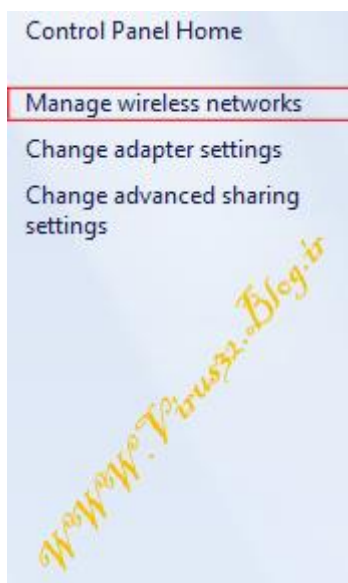 Control Panel Home
Manage wireless networks
Change adapter settings
Change advanced sharing
settings
WWW.Virus32.Blog.ir